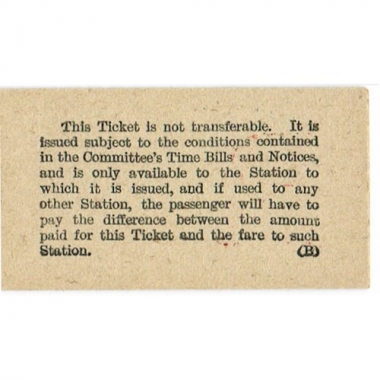 This Ticket is not transferable. It is
issued subject to the conditions contained
in the Committee's Time Bills and Notices,
and is only available to the Station to
which it is issued, and if used to any
other Station, the passenger will have to
pay the difference between the amount
paid for this Ticket and the fare to such
Station. (B)